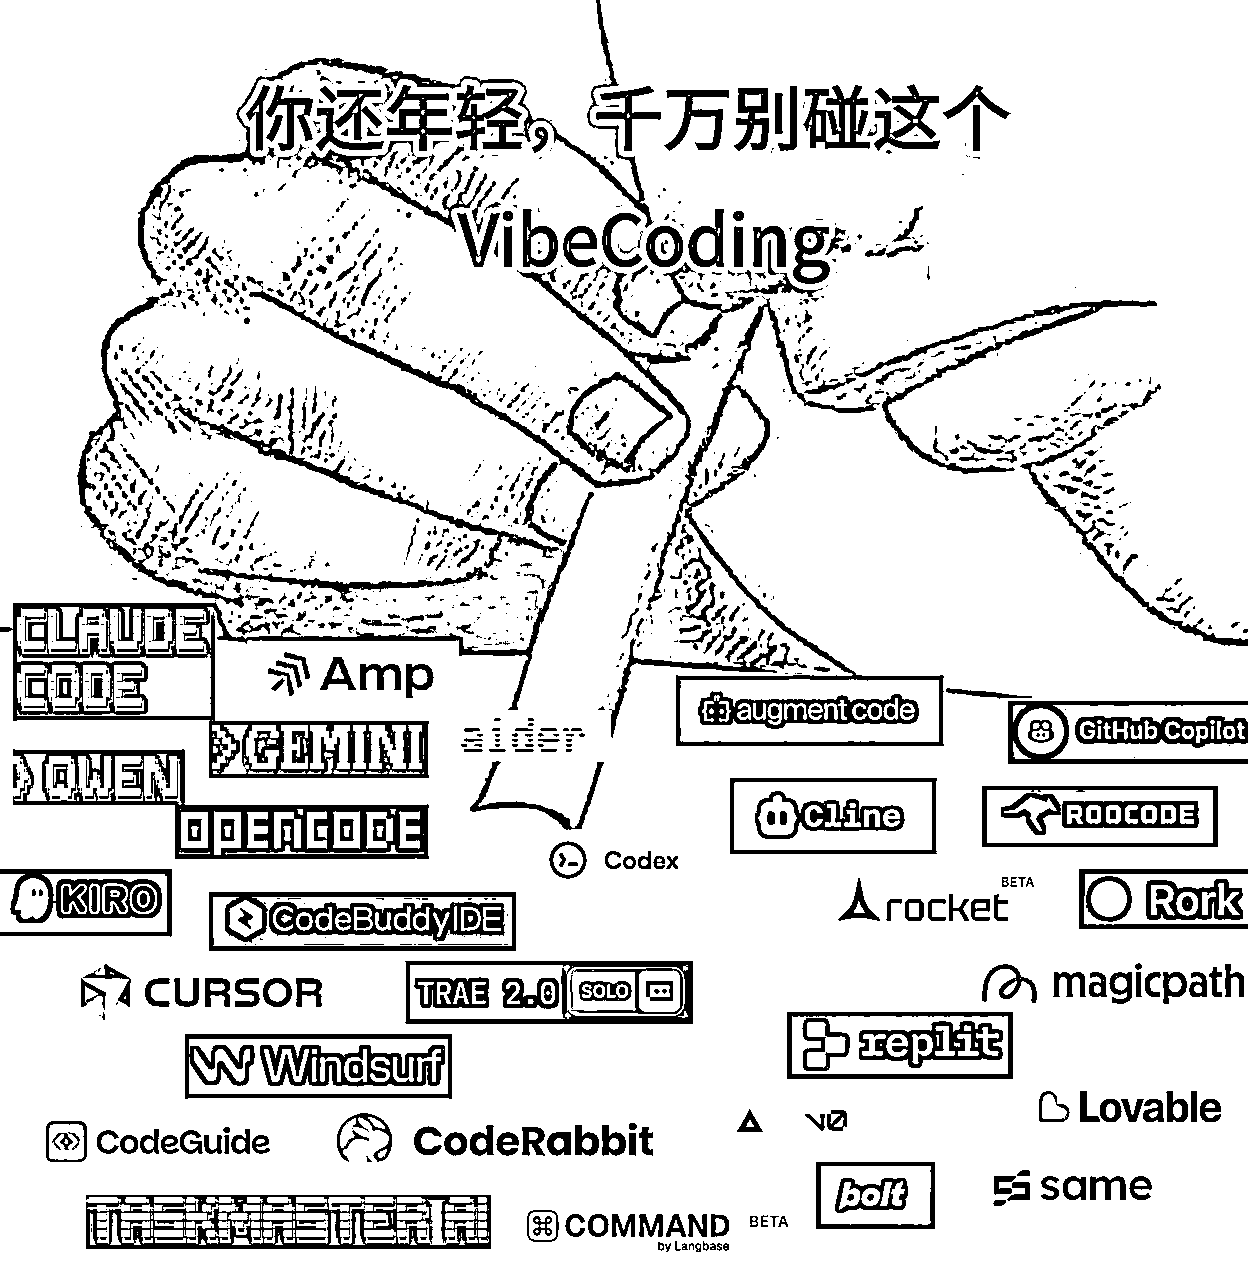 你还年轻，千万别碰这个
VibeCoding
CLAUDE
CODE
Amp
>GEMINI
aider
augment code
GitHub Copilot
>QWEN
OPENCODE
Cline
ROOCODE
Codex
KIRO
CodeBuddy IDE
rocket BETA
Rork
CURSOR
TRAE 2.0 SOLO
magicpath
Windsurf
replit
CodeGuide
CodeRabbit
v0
Lovable
bolt
same
TASKMASTER AI
COMMAND BETA
by Langbase